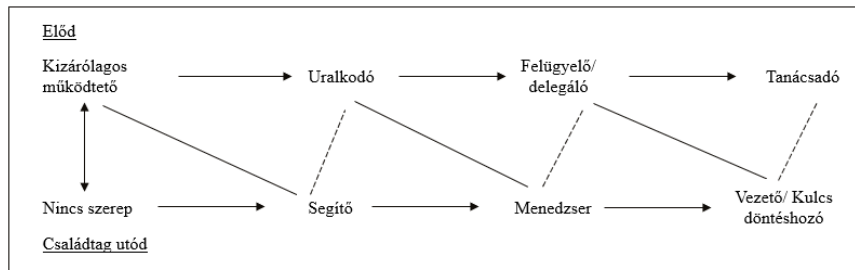 Előd
Kizárólagos
működtető
Uralkodó
Felügyelő/
delegáló
Tanácsadó
Nincs szerep
Segítő
Menedzser
Vezető/ Kulcs
döntéshozó
Családtag utód